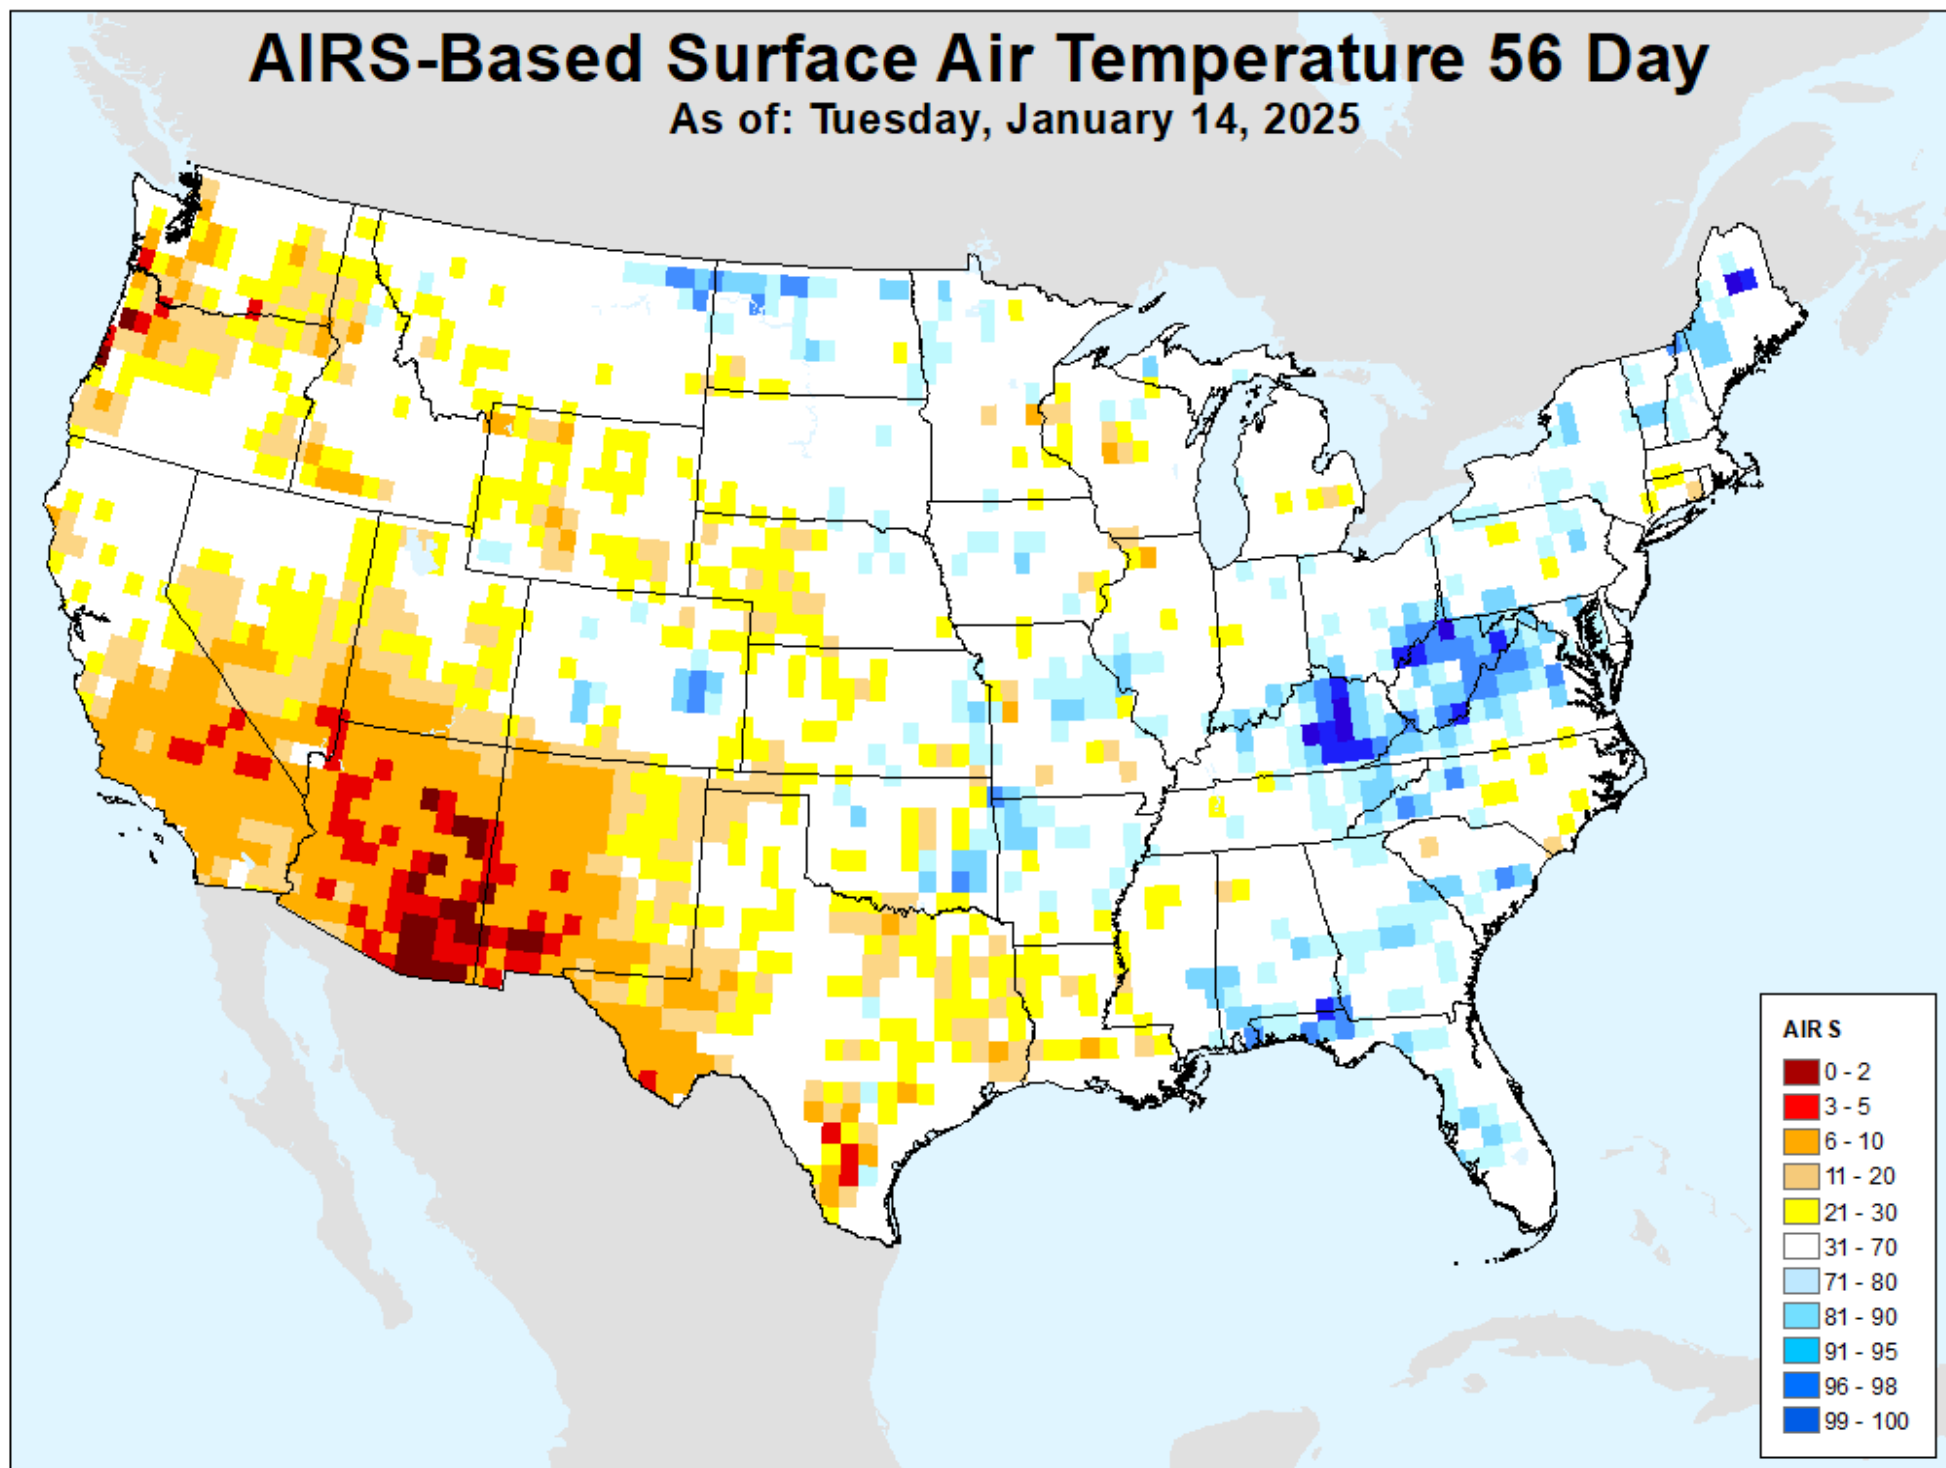 AIRS-Based Surface Air Temperature 56 Day
As of: Tuesday, January 14, 2025
AIRS
0 - 2
3 - 5
6 - 10
11 - 20
21 - 30
31 - 70
71 - 80
81 - 90
91 - 95
96 - 98
99 - 100